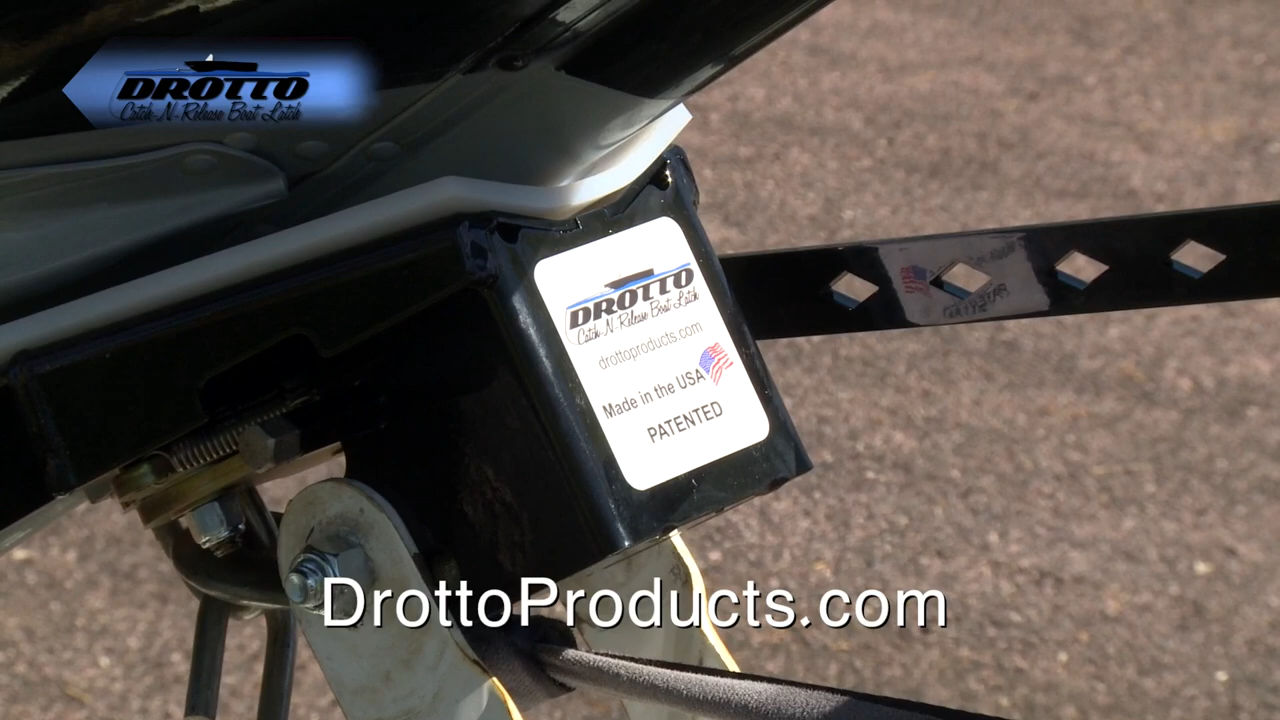 DROTTO
Catch-N-Release Boat Latch
DROTTO
Catch-N-Release Boat Latch
drottoproducts.com
Made in the USA
PATENTED
DrottoProducts.com